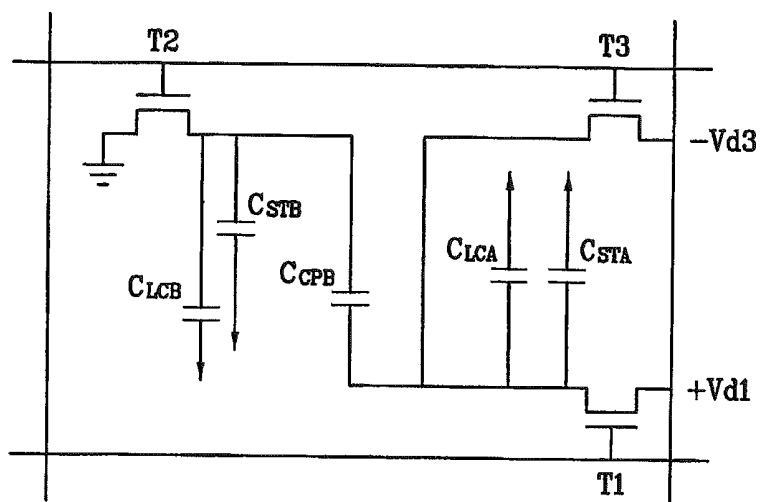 T2
T3
−Vd3
CSTB
CLCA
CSTA
CLCB
CCPB
+Vd1
T1